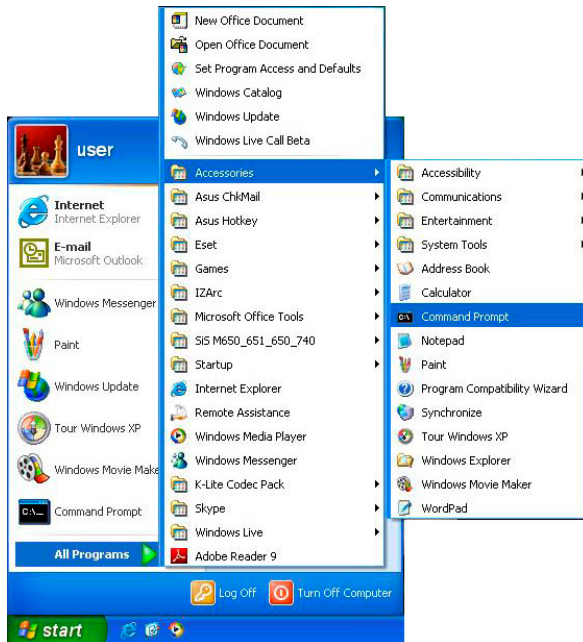 New Office Document
Open Office Document
Set Program Access and Defaults
Windows Catalog
Windows Update
Windows Live Call Beta
user
Internet
Internet Explorer
E-mail
Microsoft Outlook
Windows Messenger
Paint
Windows Update
Tour Windows XP
Windows Movie Make
C:\_
Command Prompt
All Programs
Accessories
Asus ChkMail
Asus Hotkey
Eset
Games
IZArc
Microsoft Office Tools
SiS M650_651_650_740
Startup
Internet Explorer
Remote Assistance
Windows Media Player
Windows Messenger
K-Lite Codec Pack
Skype
Windows Live
Adobe Reader 9
Accessibility
Communications
Entertainment
System Tools
Address Book
Calculator
C:\
Command Prompt
Notepad
Paint
Program Compatibility Wizard
Synchronize
Tour Windows XP
Windows Explorer
Windows Movie Maker
WordPad
Log Off
Turn Off Computer
start